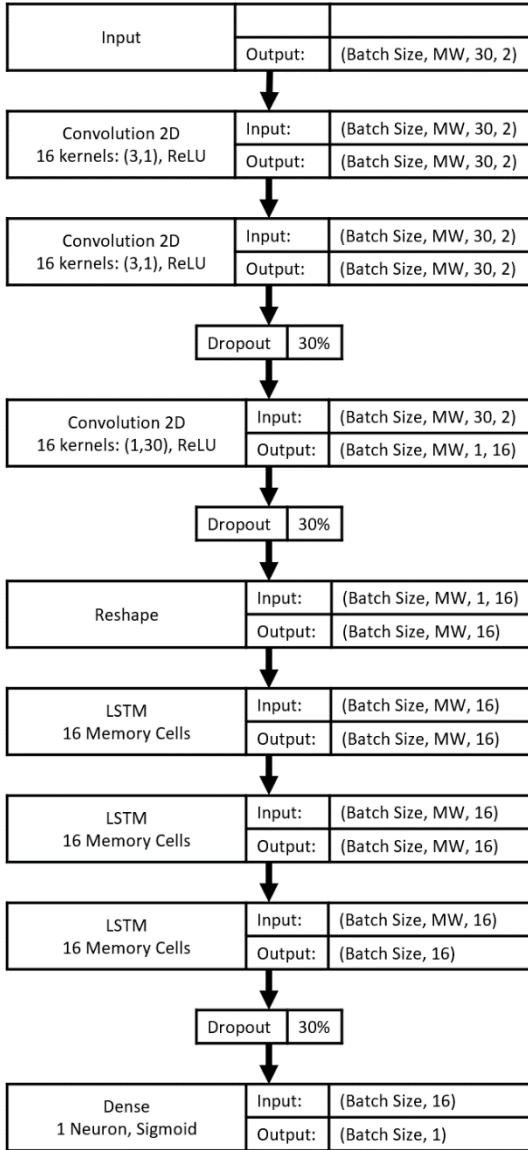 Input
Output: (Batch Size, MW, 30, 2)
Convolution 2D
16 kernels: (3,1), ReLU
Input: (Batch Size, MW, 30, 2)
Output: (Batch Size, MW, 30, 2)
Convolution 2D
16 kernels: (3,1), ReLU
Input: (Batch Size, MW, 30, 2)
Output: (Batch Size, MW, 30, 2)
Dropout 30%
Convolution 2D
16 kernels: (1,30), ReLU
Input: (Batch Size, MW, 30, 2)
Output: (Batch Size, MW, 1, 16)
Dropout 30%
Reshape
Input: (Batch Size, MW, 1, 16)
Output: (Batch Size, MW, 16)
LSTM
16 Memory Cells
Input: (Batch Size, MW, 16)
Output: (Batch Size, MW, 16)
LSTM
16 Memory Cells
Input: (Batch Size, MW, 16)
Output: (Batch Size, MW, 16)
LSTM
16 Memory Cells
Input: (Batch Size, MW, 16)
Output: (Batch Size, 16)
Dropout 30%
Dense
1 Neuron, Sigmoid
Input: (Batch Size, 16)
Output: (Batch Size, 1)